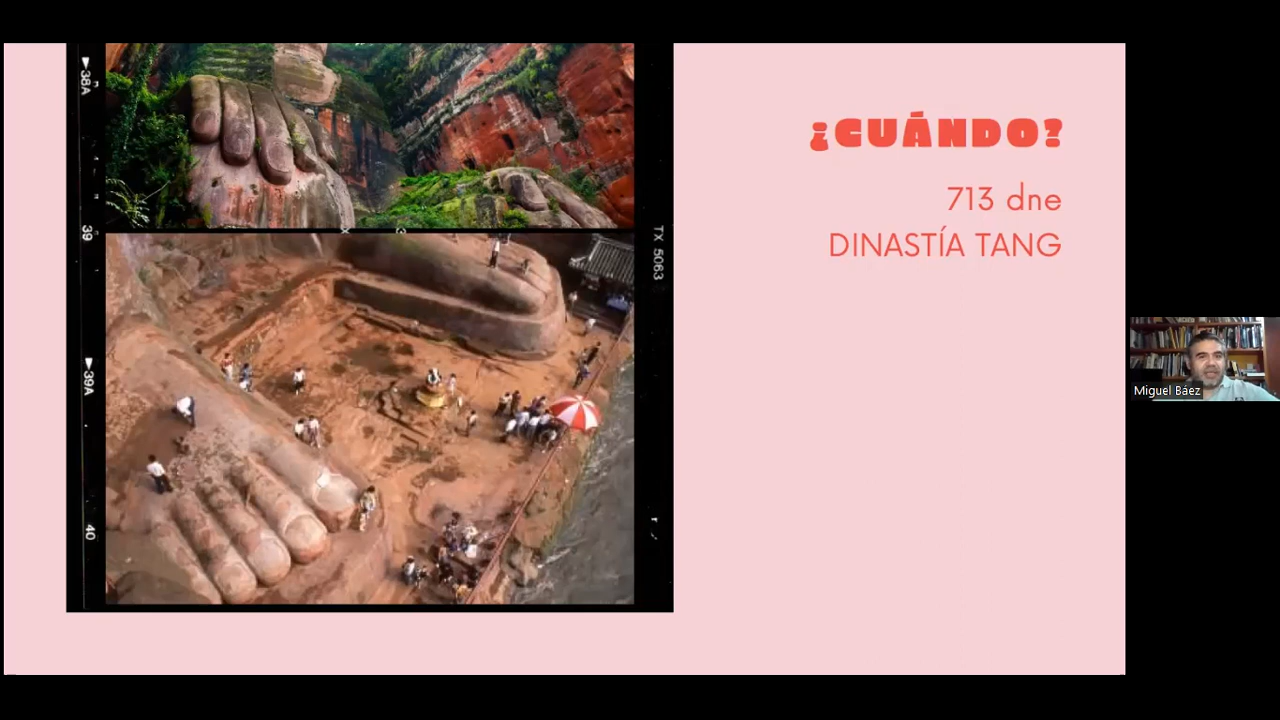 ▶38A
39
▶39A
40
TX 5063
¿CUÁNDO?
713 dne
DINASTÍA TANG
Miguel Báez